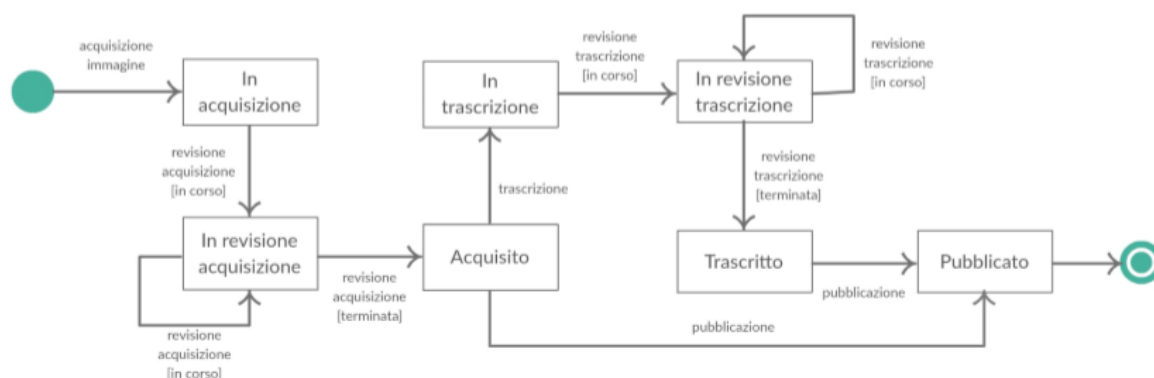 acquisizione
immagine
In
acquisizione
revisione
acquisizione
[in corso]
In revisione
acquisizione
revisione
acquisizione
[in corso]
revisione
acquisizione
[terminata]
Acquisito
trascrizione
In
trascrizione
revisione
trascrizione
[in corso]
In revisione
trascrizione
revisione
trascrizione
[in corso]
revisione
trascrizione
[terminata]
Trascritto
pubblicazione
pubblicazione
Pubblicato